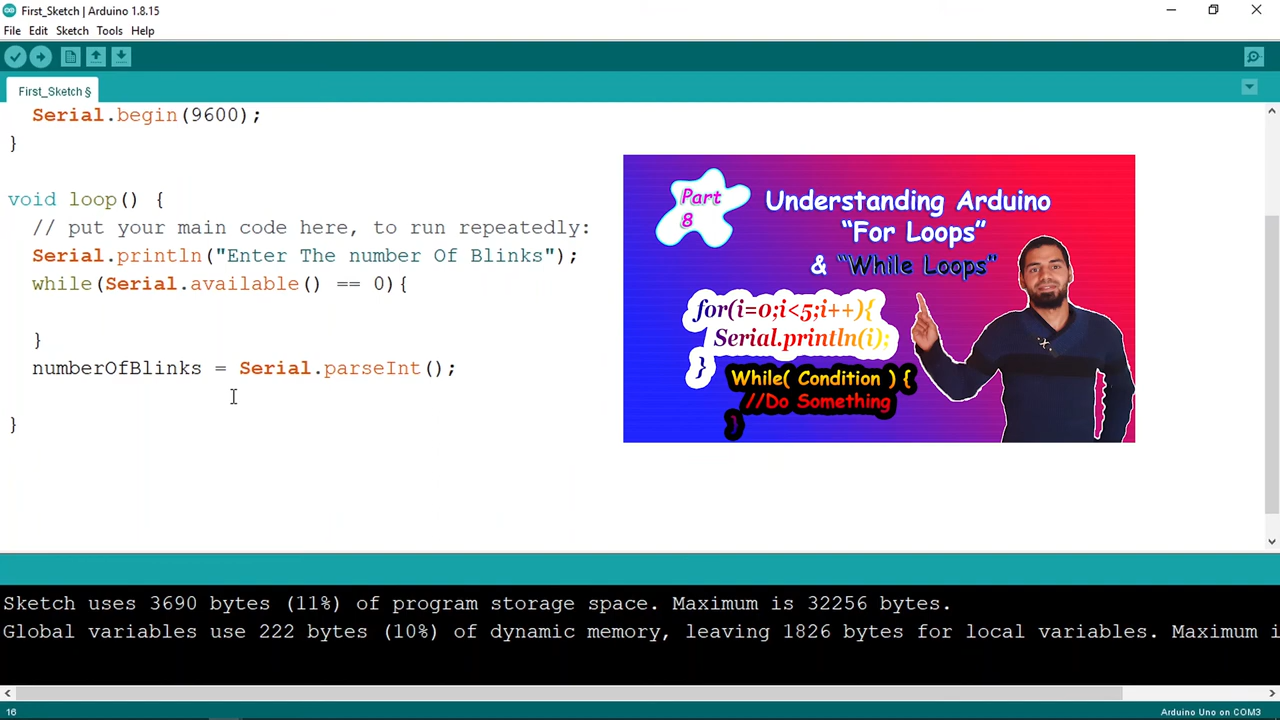 First_Sketch | Arduino 1.8.15
File Edit Sketch Tools Help
First_Sketch §
Serial.begin(9600);
}
void loop() {
// put your main code here, to run repeatedly:
Serial.println("Enter The number Of Blinks");
while(Serial.available() == 0){
}
numberOfBlinks = Serial.parseInt();
}
Part
8
Understanding Arduino
“For Loops”
& “While Loops”
for(i=0;i<5;i++){
Serial.println(i);
}
While( Condition ) {
//Do Something
}
Sketch uses 3690 bytes (11%) of program storage space. Maximum is 32256 bytes.
Global variables use 222 bytes (10%) of dynamic memory, leaving 1826 bytes for local variables. Maximum i
16
Arduino Uno on COM3